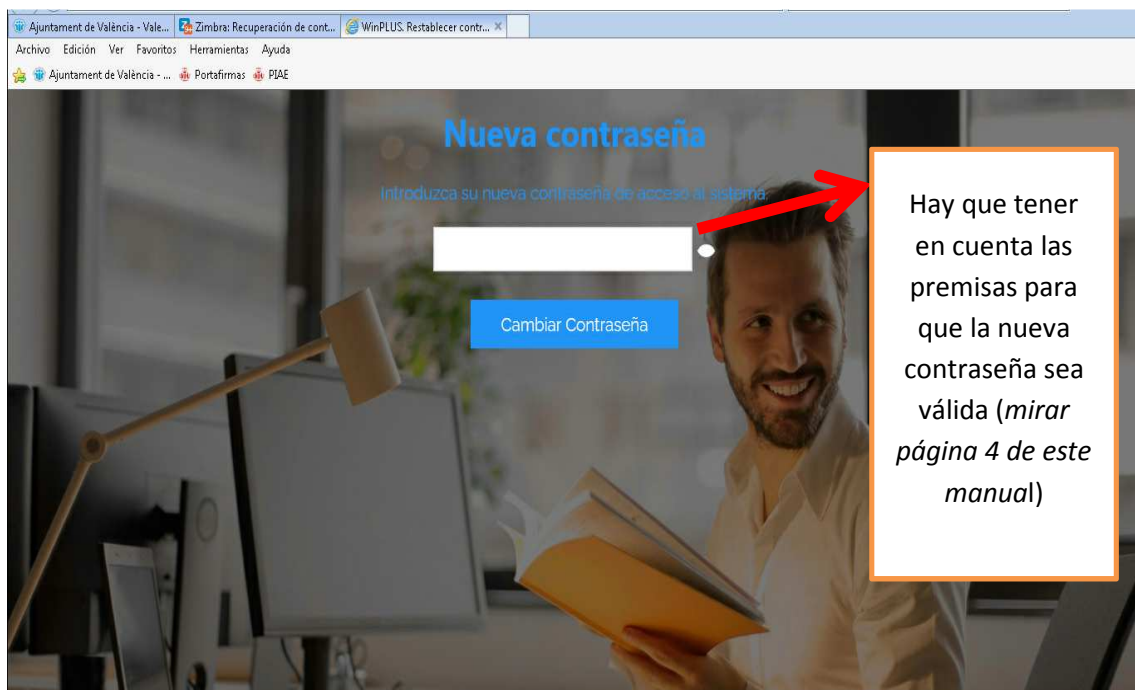 Ajuntament de València - Vale...
Zimbra: Recuperación de cont...
WinPLUS. Restablecer contr... ×
Archivo Edición Ver Favoritos Herramientas Ayuda
Ajuntament de València - ... Portafirmas PIAE
Nueva contraseña
Introduzca su nueva contraseña de acceso al sistema.
Cambiar Contraseña
Hay que tener
en cuenta las
premisas para
que la nueva
contraseña sea
válida (mirar
página 4 de este
manual)